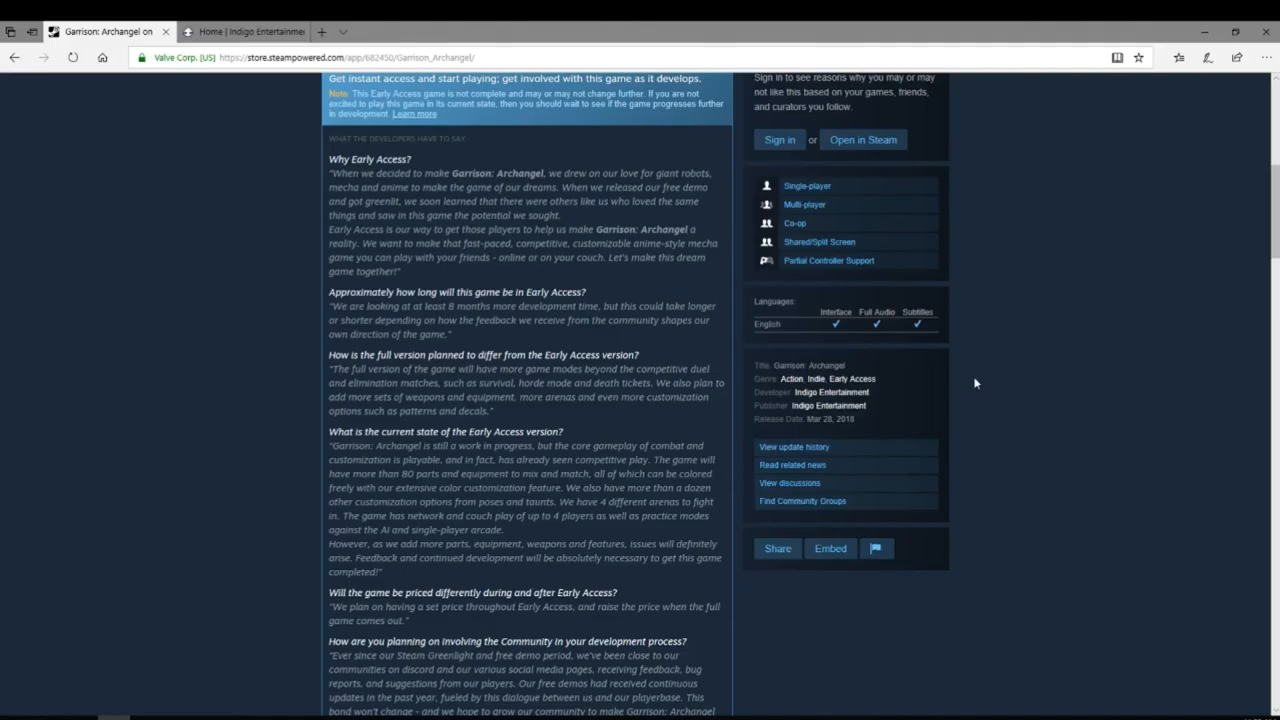 Garrison: Archangel on
Home | Indigo Entertainme
Valve Corp. [US]
https://store.steampowered.com/app/682450/Garrison_Archangel/
Get instant access and start playing; get involved with this game as it develops.
Note: This Early Access game is not complete and may or may not change further. If you are not
excited to play this game in its current state, then you should wait to see if the game progresses further
in development. Learn more
WHAT THE DEVELOPERS HAVE TO SAY:
Why Early Access?
"When we decided to make Garrison: Archangel, we drew on our love for giant robots,
mecha and anime to make the game of our dreams. When we released our free demo
and got greenlit, we soon learned that there were others like us who loved the same
things and saw in this game the potential we sought.
Early Access is our way to get those players to help us make Garrison: Archangel a
reality. We want to make that fast-paced, competitive, customizable anime-style mecha
game you can play with your friends - online or on your couch. Let's make this dream
game together!"
Approximately how long will this game be in Early Access?
"We are looking at at least 8 months more development time, but this could take longer
or shorter depending on how the feedback we receive from the community shapes our
own direction of the game."
How is the full version planned to differ from the Early Access version?
"The full version of the game will have more game modes beyond the competitive duel
and elimination matches, such as survival, horde mode and death tickets. We also plan to
add more sets of weapons and equipment, more arenas and even more customization
options such as patterns and decals."
What is the current state of the Early Access version?
"Garrison: Archangel is still a work in progress, but the core gameplay of combat and
customization is playable, and in fact, has already seen competitive play. The game will
have more than 80 parts and equipment to mix and match, all of which can be colored
freely with our extensive color customization feature. We also have more than a dozen
other customization options from poses and taunts. We have 4 different arenas to fight
in. The game has network and couch play of up to 4 players as well as practice modes
against the AI and single-player arcade.
However, as we add more parts, equipment, weapons and features, issues will definitely
arise. Feedback and continued development will be absolutely necessary to get this game
completed!"
Will the game be priced differently during and after Early Access?
"We plan on having a set price throughout Early Access, and raise the price when the full
game comes out."
How are you planning on involving the Community in your development process?
"Ever since our Steam Greenlight and free demo period, we've been close to our
communities on discord and our various social media pages, receiving feedback, bug
reports, and suggestions from our players. Our free demos had received continuous
updates in the past year, fueled by this dialogue between us and our playerbase. This
bond won't change - and we hope to grow our community to make Garrison: Archangel
Sign in to see reasons why you may or may
not like this based on your games, friends,
and curators you follow.
Sign in or Open in Steam
Single-player
Multi-player
Co-op
Shared/Split Screen
Partial Controller Support
Languages:
Interface Full Audio Subtitles
English ✓ ✓ ✓
Title: Garrison: Archangel
Genre: Action, Indie, Early Access
Developer: Indigo Entertainment
Publisher: Indigo Entertainment
Release Date: Mar 28, 2018
View update history
Read related news
View discussions
Find Community Groups
Share Embed